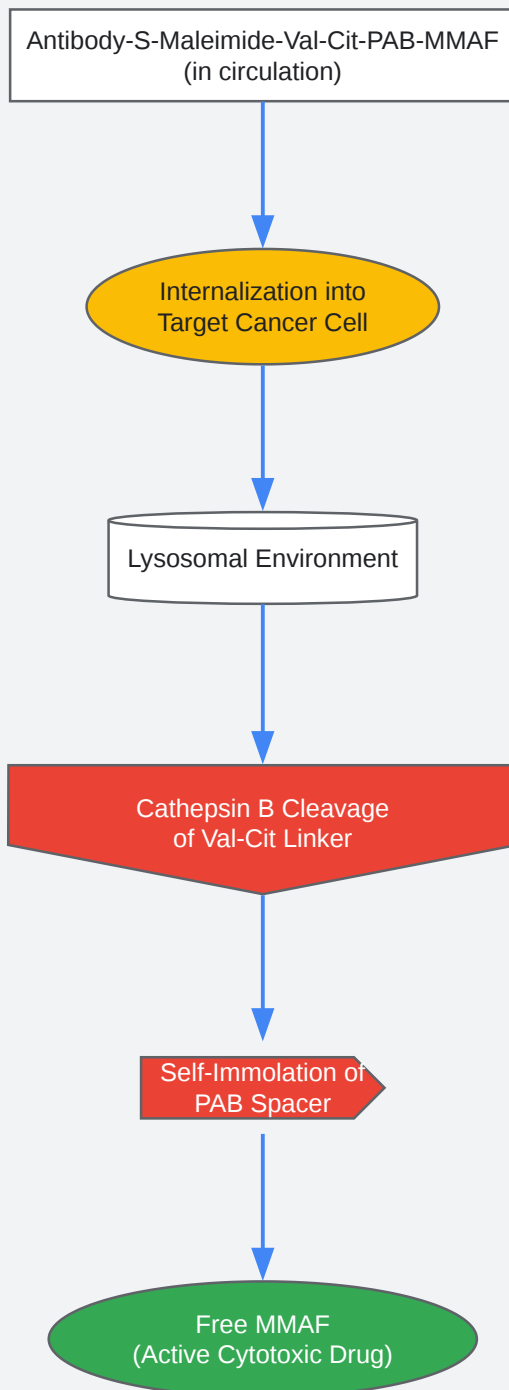 Antibody-S-Maleimide-Val-Cit-PAB-MMAF
(in circulation)
Internalization into
Target Cancer Cell
Lysosomal Environment
Cathepsin B Cleavage
of Val-Cit Linker
Self-Immolation of
PAB Spacer
Free MMAF
(Active Cytotoxic Drug)